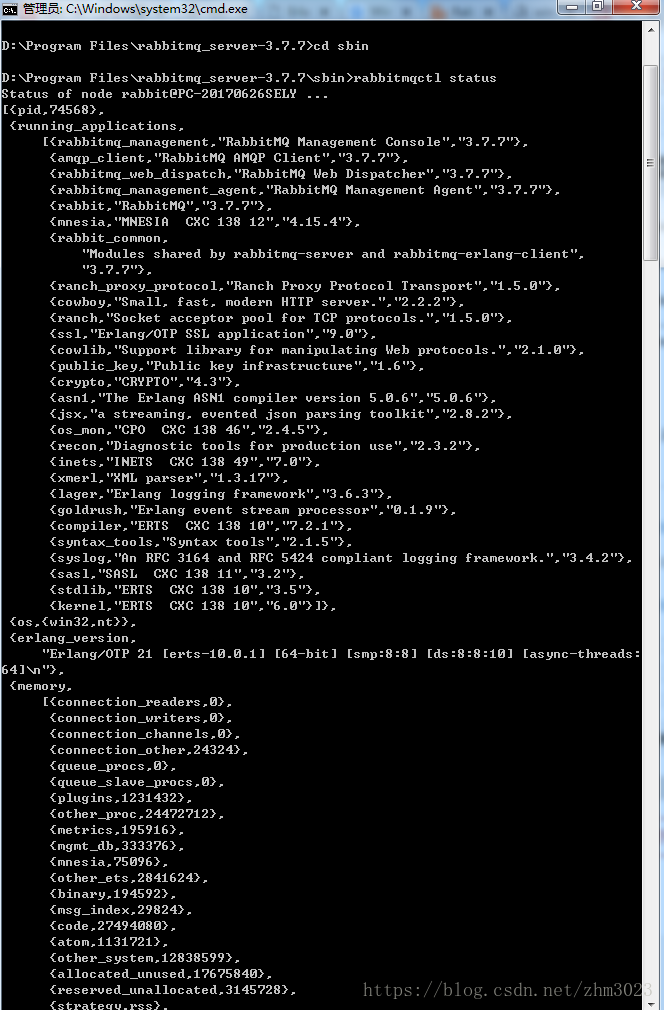 管理员: C:\Windows\system32\cmd.exe
D:\Program Files\rabbitmq_server-3.7.7>cd sbin
D:\Program Files\rabbitmq_server-3.7.7\sbin>rabbitmqctl status
Status of node rabbit@PC-20170626SELY ...
[{pid,74568},
 {running_applications,
     [{rabbitmq_management,"RabbitMQ Management Console","3.7.7"},
      {amqp_client,"RabbitMQ AMQP Client","3.7.7"},
      {rabbitmq_web_dispatch,"RabbitMQ Web Dispatcher","3.7.7"},
      {rabbitmq_management_agent,"RabbitMQ Management Agent","3.7.7"},
      {rabbit,"RabbitMQ","3.7.7"},
      {mnesia,"MNESIA  CXC 138 12","4.15.4"},
      {rabbit_common,
          "Modules shared by rabbitmq-server and rabbitmq-erlang-client",
          "3.7.7"},
      {ranch_proxy_protocol,"Ranch Proxy Protocol Transport","1.5.0"},
      {cowboy,"Small, fast, modern HTTP server.","2.2.2"},
      {ranch,"Socket acceptor pool for TCP protocols.","1.5.0"},
      {ssl,"Erlang/OTP SSL application","9.0"},
      {cowlib,"Support library for manipulating Web protocols.","2.1.0"},
      {public_key,"Public key infrastructure","1.6"},
      {crypto,"CRYPTO","4.3"},
      {asn1,"The Erlang ASN1 compiler version 5.0.6","5.0.6"},
      {jsx,"a streaming, evented json parsing toolkit","2.8.2"},
      {os_mon,"CPO  CXC 138 46","2.4.5"},
      {recon,"Diagnostic tools for production use","2.3.2"},
      {inets,"INETS  CXC 138 49","7.0"},
      {xmerl,"XML parser","1.3.17"},
      {lager,"Erlang logging framework","3.6.3"},
      {goldrush,"Erlang event stream processor","0.1.9"},
      {compiler,"ERTS  CXC 138 10","7.2.1"},
      {syntax_tools,"Syntax tools","2.1.5"},
      {syslog,"An RFC 3164 and RFC 5424 compliant logging framework.","3.4.2"},
      {sasl,"SASL  CXC 138 11","3.2"},
      {stdlib,"ERTS  CXC 138 10","3.5"},
      {kernel,"ERTS  CXC 138 10","6.0"}]},
 {os,{win32,nt}},
 {erlang_version,
     "Erlang/OTP 21 [erts-10.0.1] [64-bit] [smp:8:8] [ds:8:8:10] [async-threads:
64]\n"},
 {memory,
     [{connection_readers,0},
      {connection_writers,0},
      {connection_channels,0},
      {connection_other,24324},
      {queue_procs,0},
      {queue_slave_procs,0},
      {plugins,1231432},
      {other_proc,24472712},
      {metrics,195916},
      {mgmt_db,333376},
      {mnesia,75096},
      {other_ets,2841624},
      {binary,194592},
      {msg_index,29824},
      {code,27494080},
      {atom,1131721},
      {other_system,12838599},
      {allocated_unused,17675840},
      {reserved_unallocated,3145728},
      {strategy,rss},
https://blog.csdn.net/zhm3023